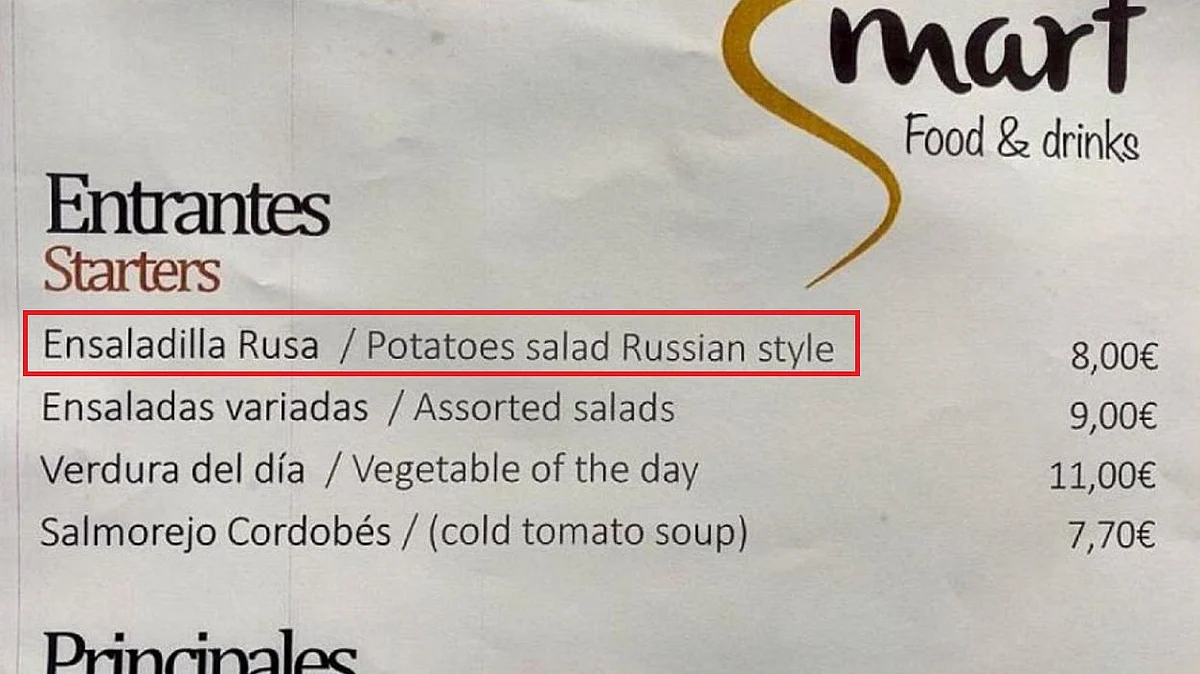 Smart
Food & drinks
Entrantes
Starters
Ensaladilla Rusa / Potatoes salad Russian style 8,00€
Ensaladas variadas / Assorted salads 9,00€
Verdura del día / Vegetable of the day 11,00€
Salmorejo Cordobés / (cold tomato soup) 7,70€
Principales